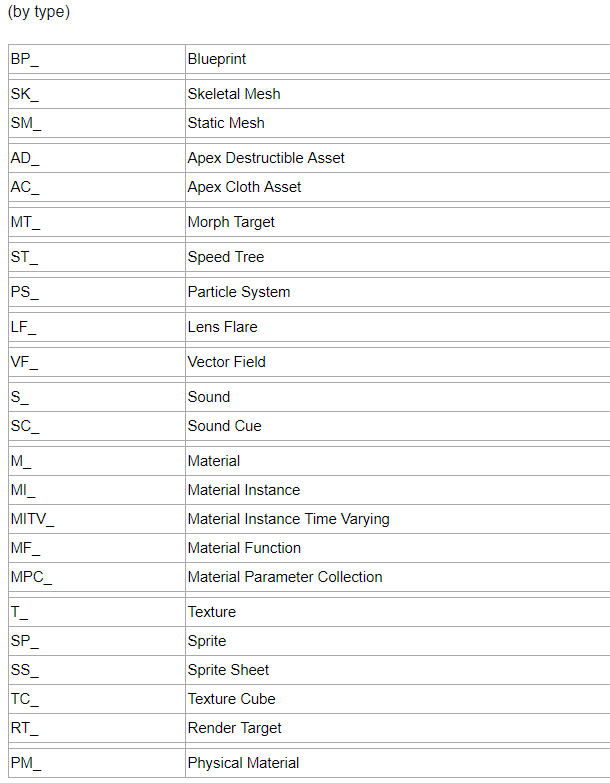 (by type)
BP_ Blueprint
SK_ Skeletal Mesh
SM_ Static Mesh
AD_ Apex Destructible Asset
AC_ Apex Cloth Asset
MT_ Morph Target
ST_ Speed Tree
PS_ Particle System
LF_ Lens Flare
VF_ Vector Field
S_ Sound
SC_ Sound Cue
M_ Material
MI_ Material Instance
MITV_ Material Instance Time Varying
MF_ Material Function
MPC_ Material Parameter Collection
T_ Texture
SP_ Sprite
SS_ Sprite Sheet
TC_ Texture Cube
RT_ Render Target
PM_ Physical Material